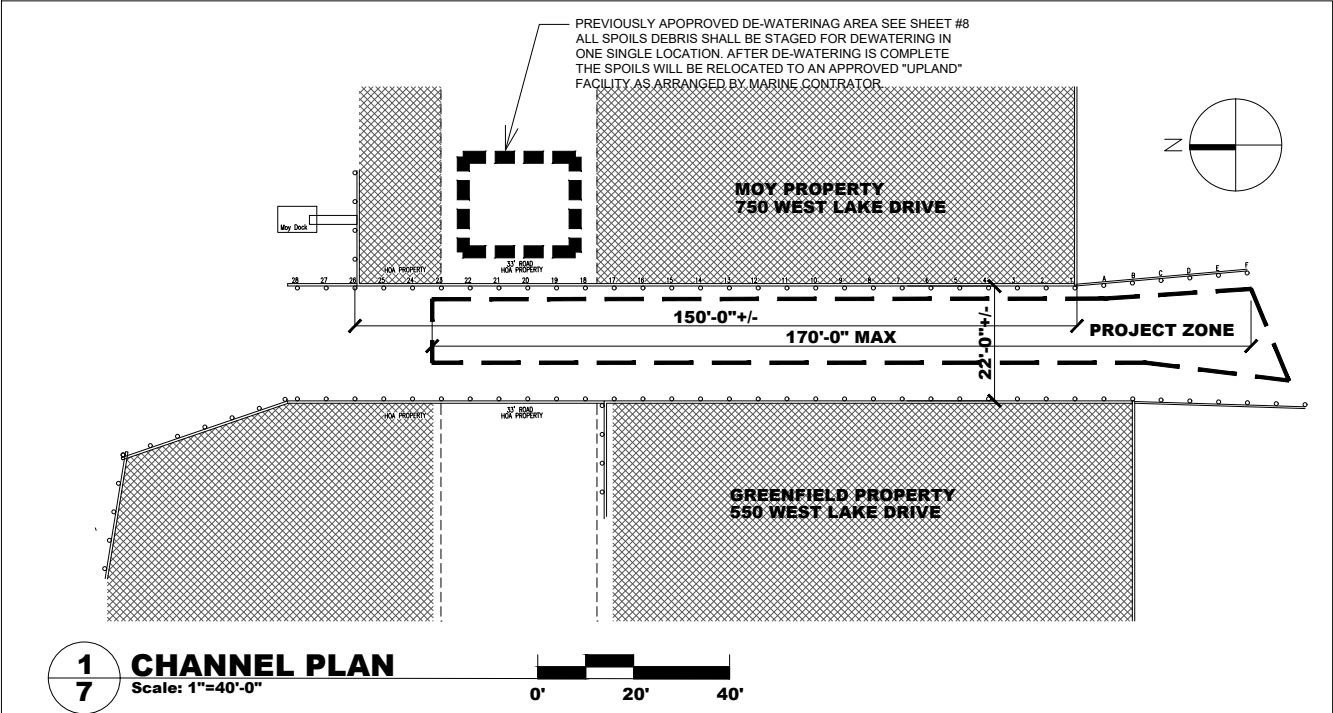 PREVIOUSLY APOPROVED DE-WATERINAG AREA SEE SHEET #8
ALL SPOILS DEBRIS SHALL BE STAGED FOR DEWATERING IN
ONE SINGLE LOCATION. AFTER DE-WATERING IS COMPLETE
THE SPOILS WILL BE RELOCATED TO AN APPROVED "UPLAND"
FACILITY AS ARRANGED BY MARINE CONTRATOR.
N
MOY PROPERTY
750 WEST LAKE DRIVE
Moy Dock
HOA PROPERTY
33' ROAD
HOA PROPERTY
28 27 26 25 24 23 22 21 20 19 18 17 16 15 14 13 12 11 10 9 8 7 6 5 4 3 2 1 A B C D E F
150'-0"+/-
170'-0" MAX
22'-0"+/-
PROJECT ZONE
HOA PROPERTY
33' ROAD
HOA PROPERTY
GREENFIELD PROPERTY
550 WEST LAKE DRIVE
1
7
CHANNEL PLAN
Scale: 1"=40'-0"
0' 20' 40'